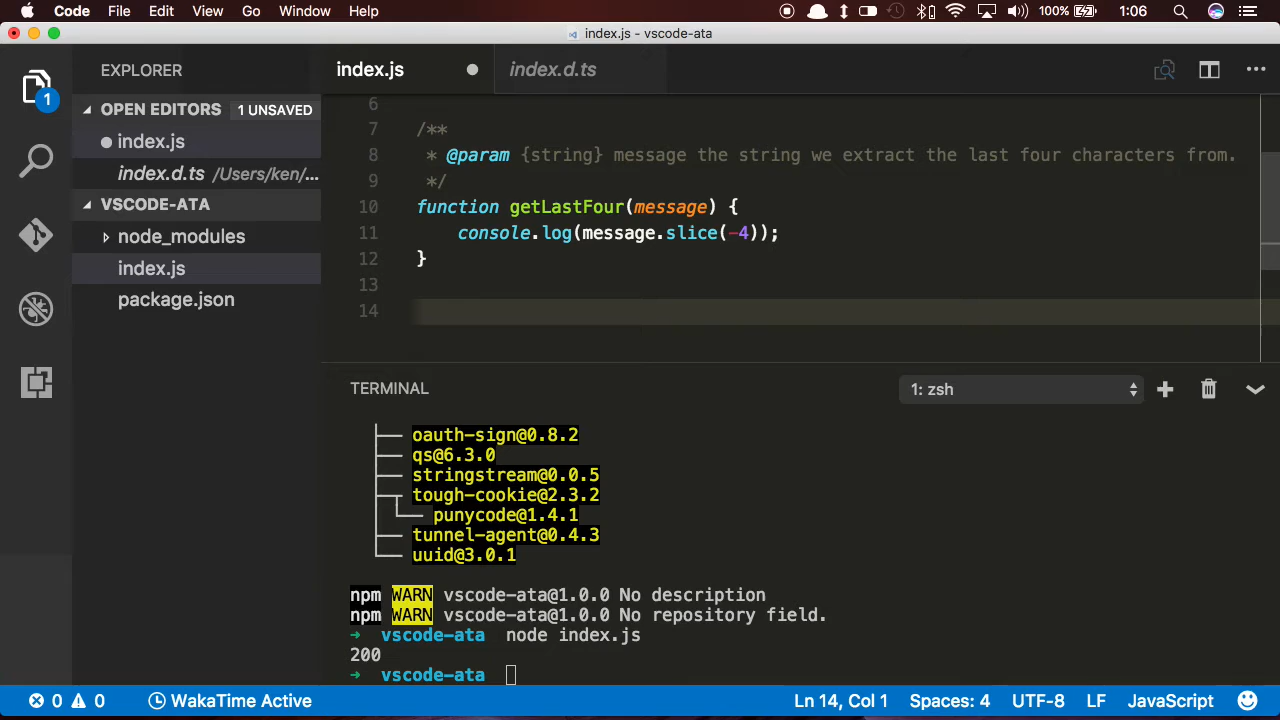 Code File Edit View Go Window Help 100% 1:06
index.js - vscode-ata
EXPLORER
OPEN EDITORS 1 UNSAVED
index.js
index.d.ts /Users/ken/...
VSCODE-ATA
node_modules
index.js
package.json
1
index.js index.d.ts
6
7 /**
8 * @param {string} message the string we extract the last four characters from.
9 */
10 function getLastFour(message) {
11 console.log(message.slice(-4));
12 }
13
14
TERMINAL 1: zsh
├── oauth-sign@0.8.2
├── qs@6.3.0
├── stringstream@0.0.5
├─┬ tough-cookie@2.3.2
│ └── punycode@1.4.1
├── tunnel-agent@0.4.3
└── uuid@3.0.1
npm WARN vscode-ata@1.0.0 No description
npm WARN vscode-ata@1.0.0 No repository field.
➜ vscode-ata node index.js
200
➜ vscode-ata
0 0 WakaTime Active Ln 14, Col 1 Spaces: 4 UTF-8 LF JavaScript